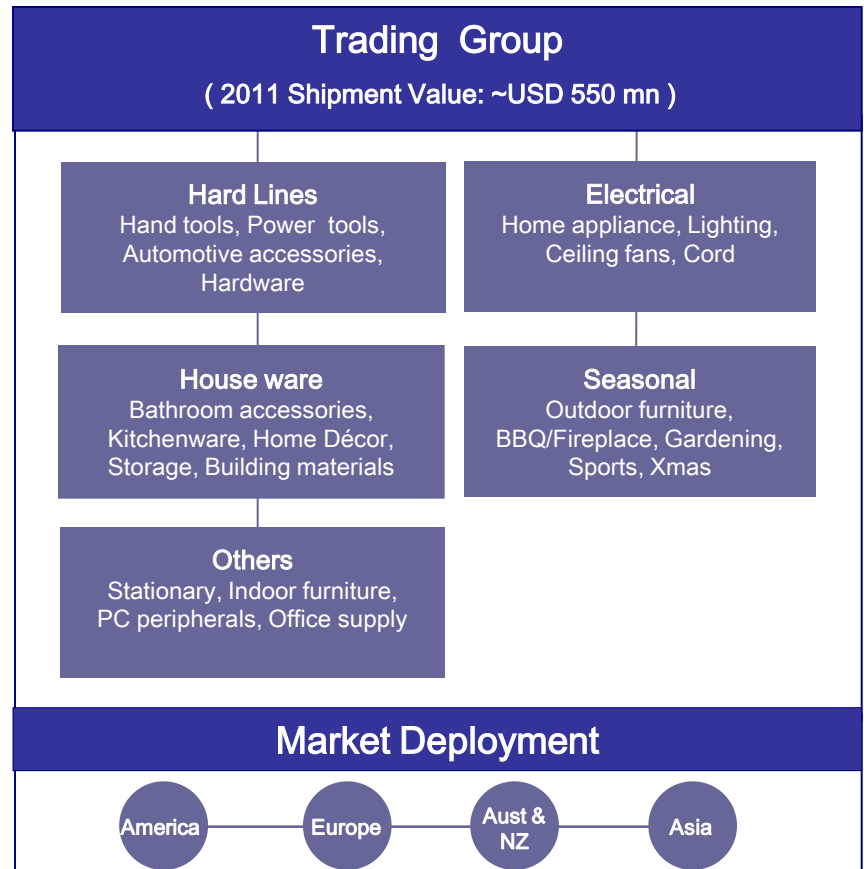 Trading Group
( 2011 Shipment Value: ~USD 550 mn )
Hard Lines
Hand tools, Power tools,
Automotive accessories,
Hardware
Electrical
Home appliance, Lighting,
Ceiling fans, Cord
House ware
Bathroom accessories,
Kitchenware, Home Décor,
Storage, Building materials
Seasonal
Outdoor furniture,
BBQ/Fireplace, Gardening,
Sports, Xmas
Others
Stationary, Indoor furniture,
PC peripherals, Office supply
Market Deployment
America
Europe
Aust &
NZ
Asia